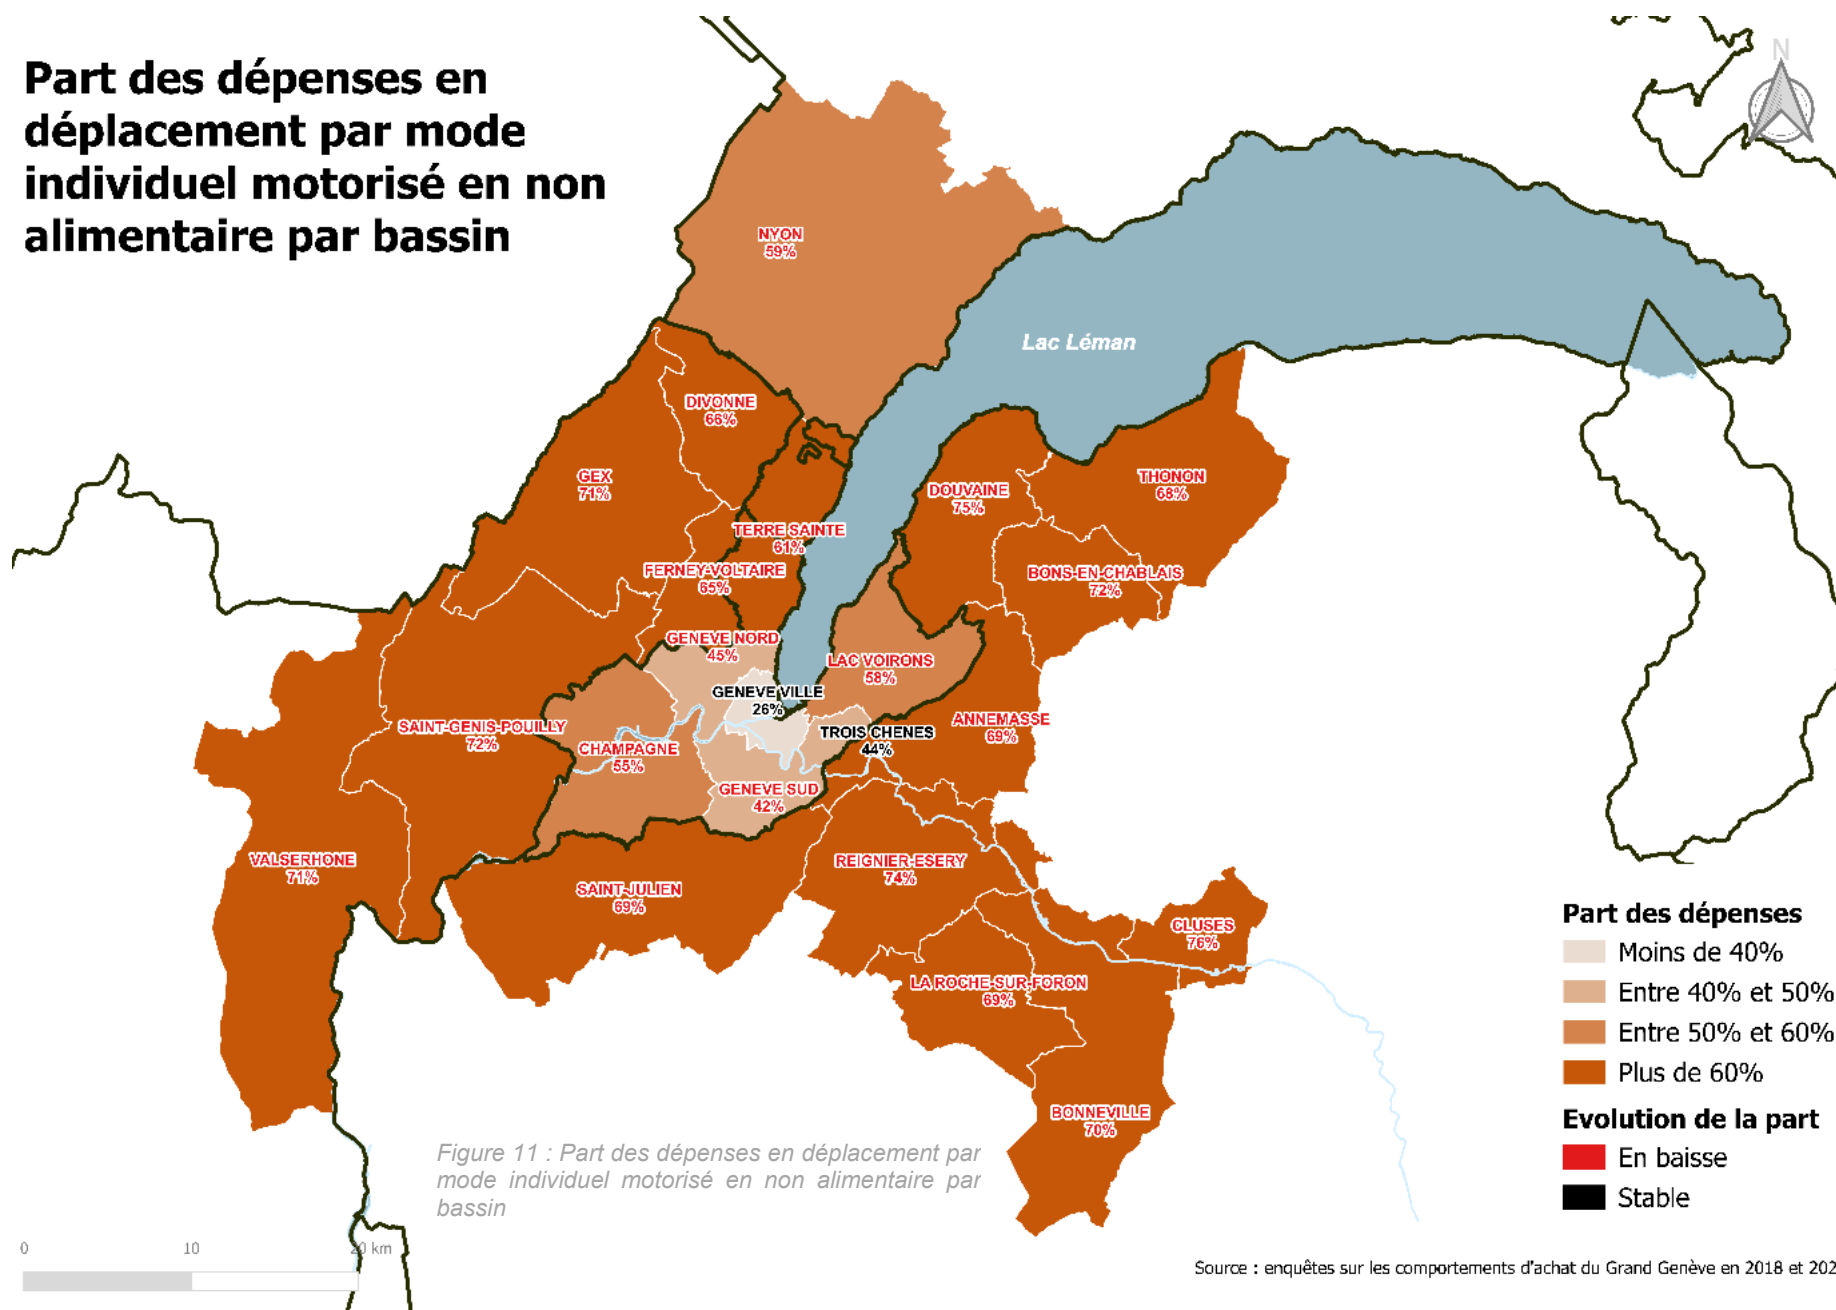 Part des dépenses en
déplacement par mode
individuel motorisé en non
alimentaire par bassin
N
NYON
59%
Lac Léman
DIVONNE
66%
GEX
71%
THONON
68%
DOUVAINE
75%
TERRE SAINTE
61%
FERNEY-VOLTAIRE
65%
BONS-EN-CHABLAIS
72%
GENEVE NORD
45%
LAC VOIRONS
58%
GENEVE VILLE
26%
SAINT-GENIS-POUILLY
72%
CHAMPAGNE
55%
TROIS CHENES
44%
ANNEMASSE
69%
GENEVE SUD
42%
VALSERHONE
71%
SAINT-JULIEN
69%
REIGNIER-ESERY
74%
CLUSES
76%
LA ROCHE-SUR-FORON
69%
BONNEVILLE
70%
Part des dépenses
Moins de 40%
Entre 40% et 50%
Entre 50% et 60%
Plus de 60%
Evolution de la part
En baisse
Stable
Figure 11 : Part des dépenses en déplacement par
mode individuel motorisé en non alimentaire par
bassin
0 10 20 km
Source : enquêtes sur les comportements d'achat du Grand Genève en 2018 et 202